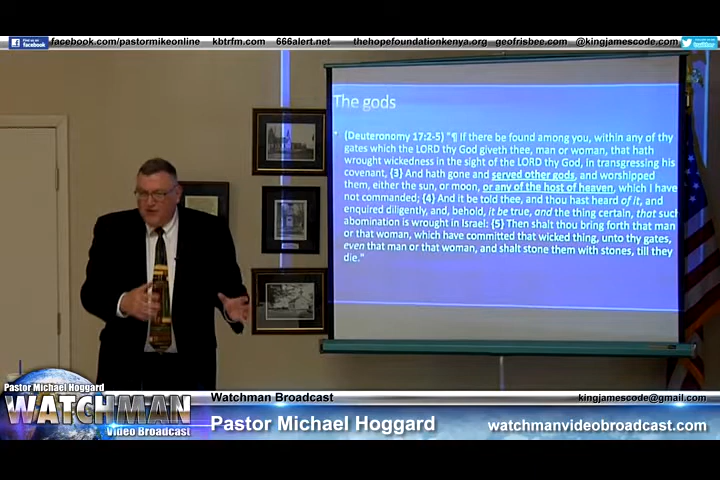 Find us on
facebook
facebook.com/pastormikeonline kbtrfm.com 666alert.net thehopefoundationkenya.org geofrisbee.com @kingjamescode.com
twitter
The gods
(Deuteronomy 17:2-5) "¶ If there be found among you, within any of thy
gates which the LORD thy God giveth thee, man or woman, that hath
wrought wickedness in the sight of the LORD thy God, in transgressing his
covenant, {3} And hath gone and served other gods, and worshipped
them, either the sun, or moon, or any of the host of heaven, which I have
not commanded; {4} And it be told thee, and thou hast heard of it, and
enquired diligently, and, behold, it be true, and the thing certain, that such
abomination is wrought in Israel: {5} Then shalt thou bring forth that man
or that woman, which have committed that wicked thing, unto thy gates,
even that man or that woman, and shalt stone them with stones, till they
die."
Pastor Michael Hoggard
WATCHMAN
Video Broadcast
Watchman Broadcast
kingjamescode@gmail.com
Pastor Michael Hoggard
watchmanvideobroadcast.com